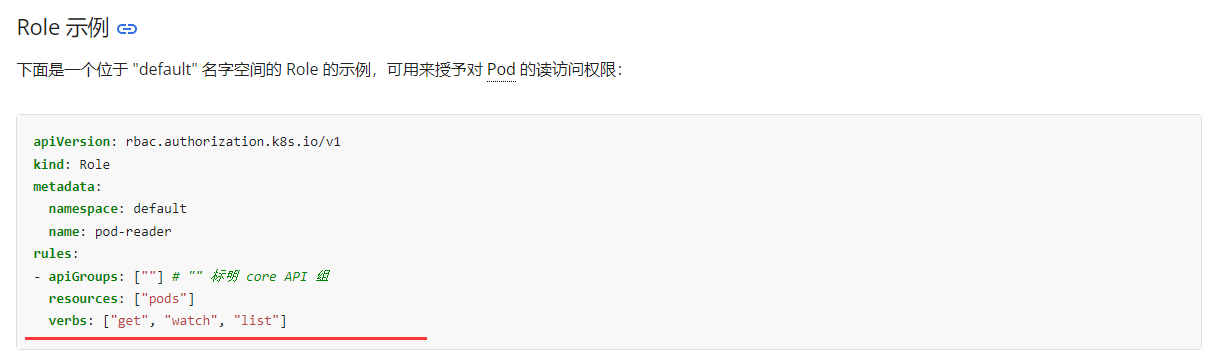 Role 示例
下面是一个位于 "default" 名字空间的 Role 的示例，可用来授予对 Pod 的读访问权限：
apiVersion: rbac.authorization.k8s.io/v1
kind: Role
metadata:
  namespace: default
  name: pod-reader
rules:
- apiGroups: [""] # "" 标明 core API 组
  resources: ["pods"]
  verbs: ["get", "watch", "list"]